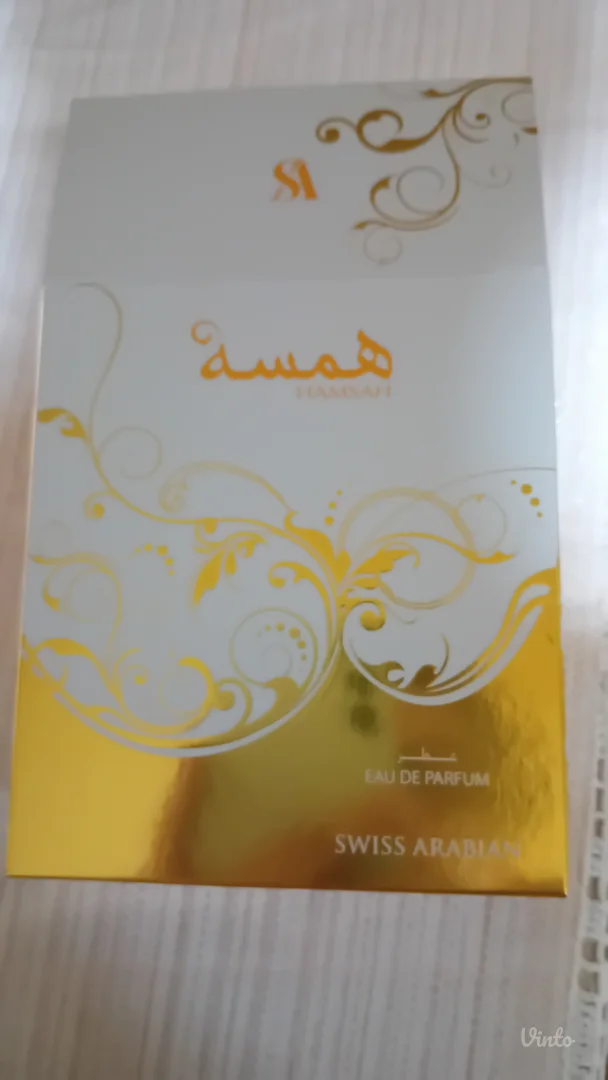 SA
همسة
HAMSAH
عطر
EAU DE PARFUM
SWISS ARABIAN
Vinto